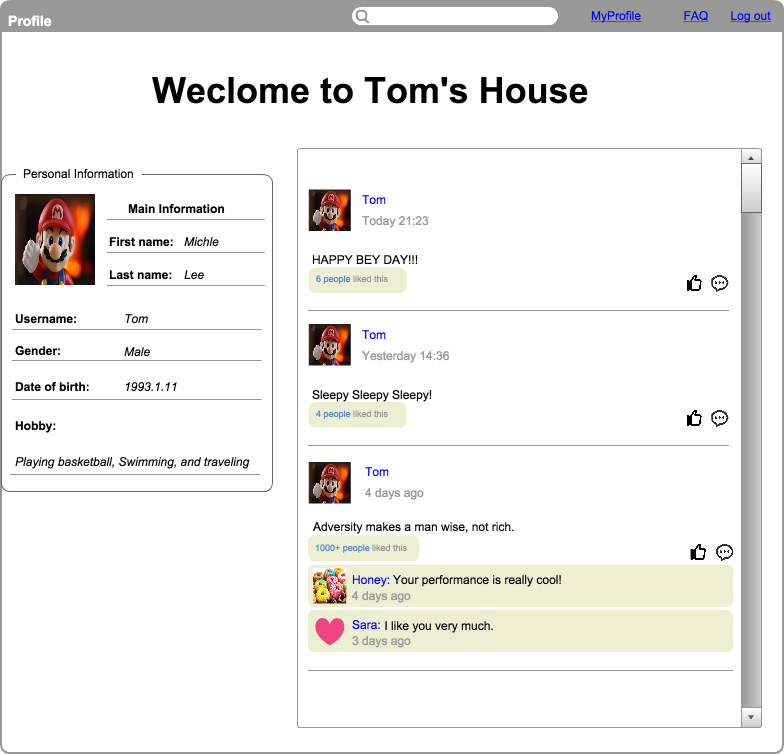 Profile
MyProfile FAQ Log out
Weclome to Tom's House
Personal Information
Main Information
First name: Michle
Last name: Lee
Username: Tom
Gender: Male
Date of birth: 1993.1.11
Hobby:
Playing basketball, Swimming, and traveling
Tom
Today 21:23
HAPPY BEY DAY!!!
6 people liked this
Tom
Yesterday 14:36
Sleepy Sleepy Sleepy!
4 people liked this
Tom
4 days ago
Adversity makes a man wise, not rich.
1000+ people liked this
Honey: Your performance is really cool!
4 days ago
Sara: I like you very much.
3 days ago